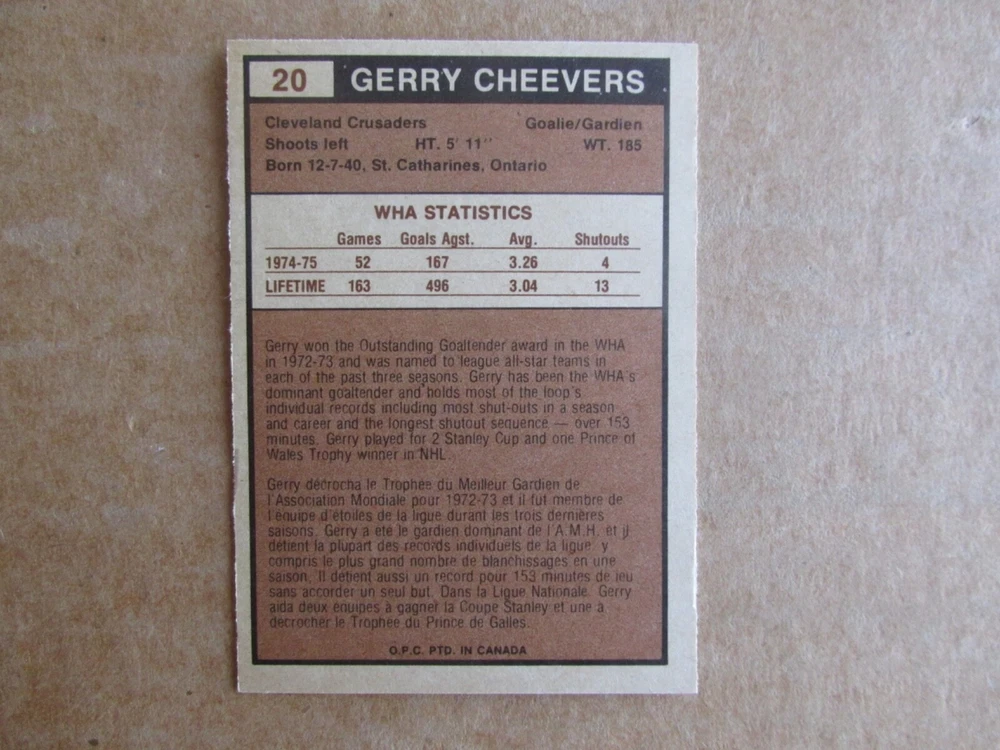 20 GERRY CHEEVERS
Cleveland Crusaders Goalie/Gardien
Shoots left HT. 5' 11'' WT. 185
Born 12-7-40, St. Catharines, Ontario
WHA STATISTICS
Games Goals Agst. Avg. Shutouts
1974-75 52 167 3.26 4
LIFETIME 163 496 3.04 13
Gerry won the Outstanding Goaltender award in the WHA
in 1972-73 and was named to league all-star teams in
each of the past three seasons. Gerry has been the WHA's
dominant goaltender and holds most of the loop's
individual records including most shut-outs in a season
and career and the longest shutout sequence — over 153
minutes. Gerry played for 2 Stanley Cup and one Prince of
Wales Trophy winner in NHL.
Gerry décrocha le Trophée du Meilleur Gardien de
l'Association Mondiale pour 1972-73 et il fut membre de
l'équipe d'étoiles de la ligue durant les trois dernières
saisons. Gerry a été le gardien dominant de l'A.M.H. et il
détient la plupart des records individuels de la ligue y
compris le plus grand nombre de blanchissages en une
saison. Il détient aussi un record pour 153 minutes de jeu
sans accorder un seul but. Dans la Ligue Nationale, Gerry
aida deux équipes à gagner la Coupe Stanley et une à
décrocher le Trophée du Prince de Galles.
O.P.C. PTD. IN CANADA